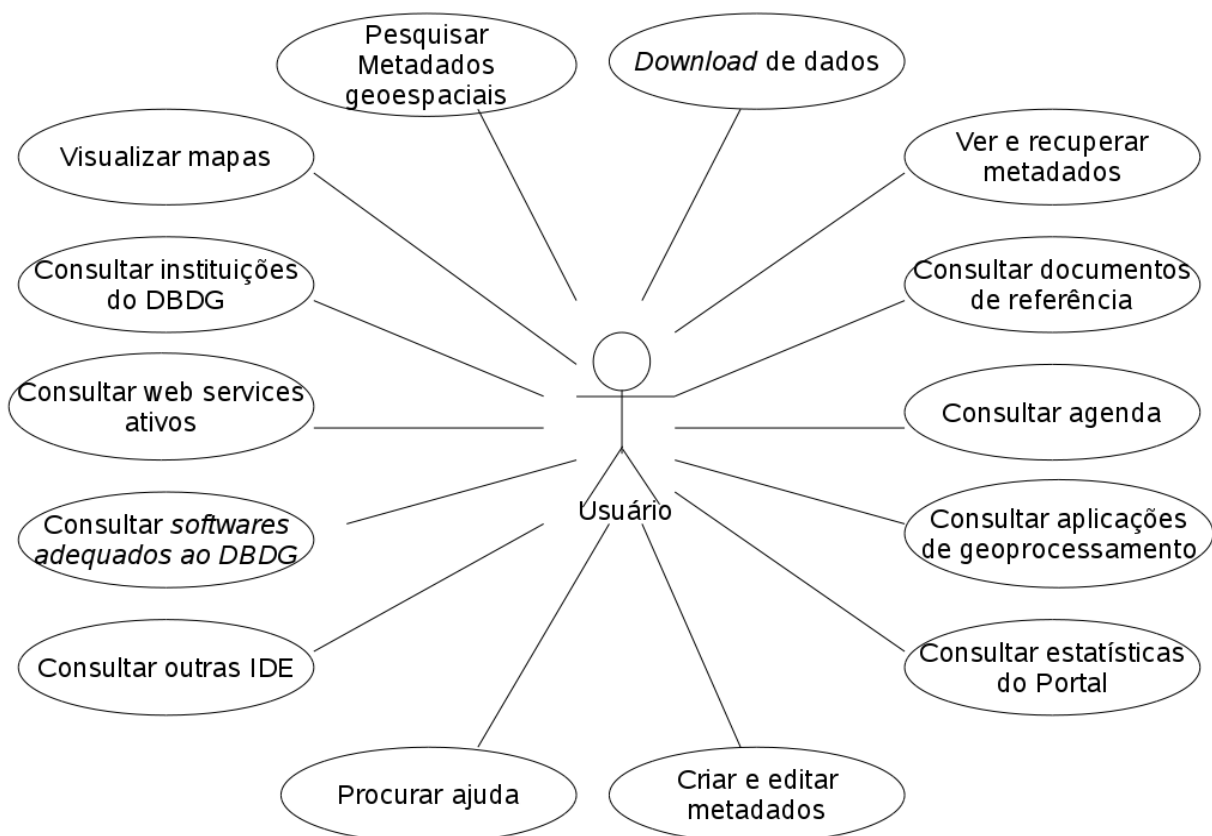 Pesquisar
Metadados
geoespaciais
Download de dados
Visualizar mapas
Ver e recuperar
metadados
Consultar instituições
do DBDG
Consultar documentos
de referência
Consultar web services
ativos
Consultar agenda
Usuário
Consultar softwares
adequados ao DBDG
Consultar aplicações
de geoprocessamento
Consultar outras IDE
Consultar estatísticas
do Portal
Procurar ajuda
Criar e editar
metadados